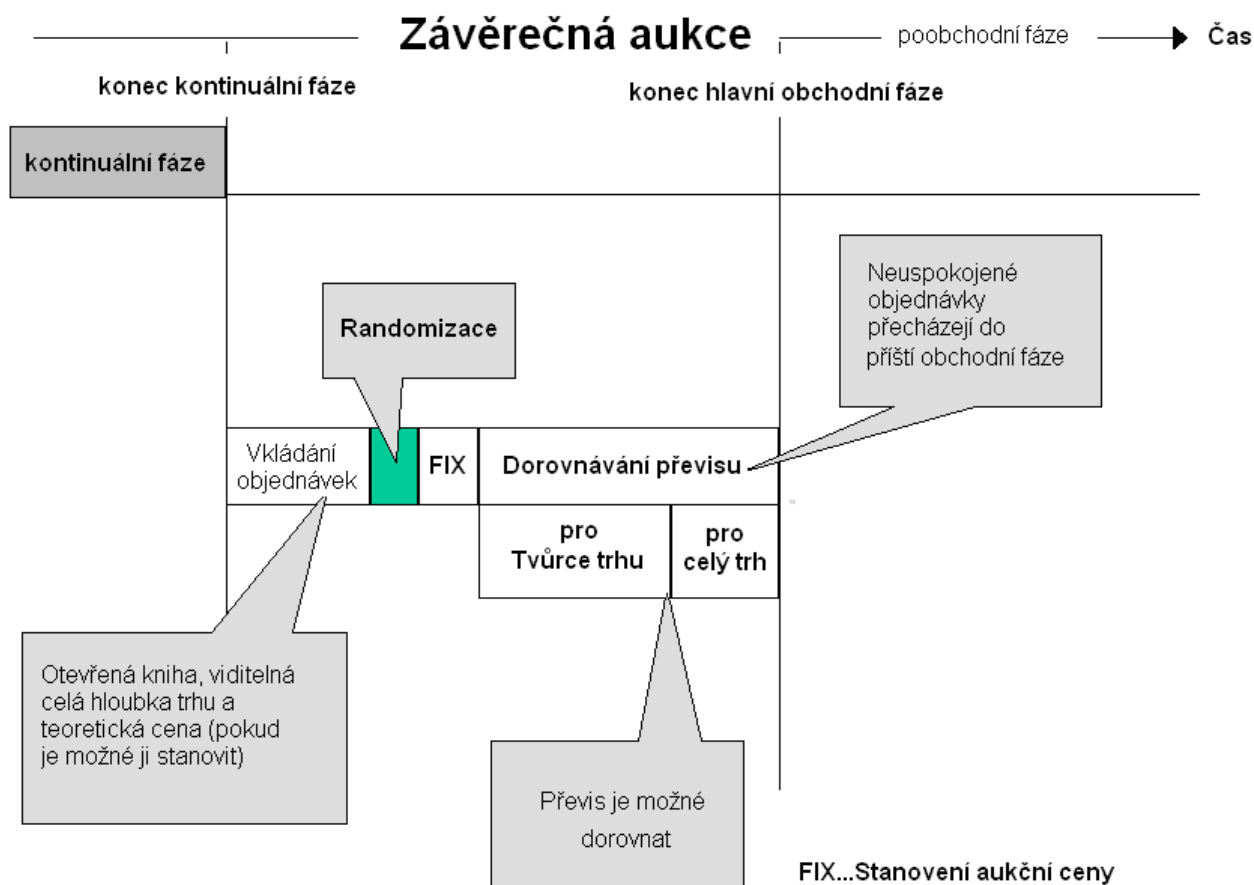 Závěrečná aukce
poobchodní fáze
Čas
konec kontinuální fáze
konec hlavní obchodní fáze
kontinuální fáze
Neuspokojené
objednávky
přecházejí do
příští obchodní fáze
Randomizace
Vkládání
objednávek
FIX
Dorovnávání převisu
pro
Tvůrce trhu
pro
celý trh
Otevřená kniha, viditelná
celá hloubka trhu a
teoretická cena (pokud
je možné ji stanovit)
Převis je možné
dorovnat
FIX...Stanovení aukční ceny